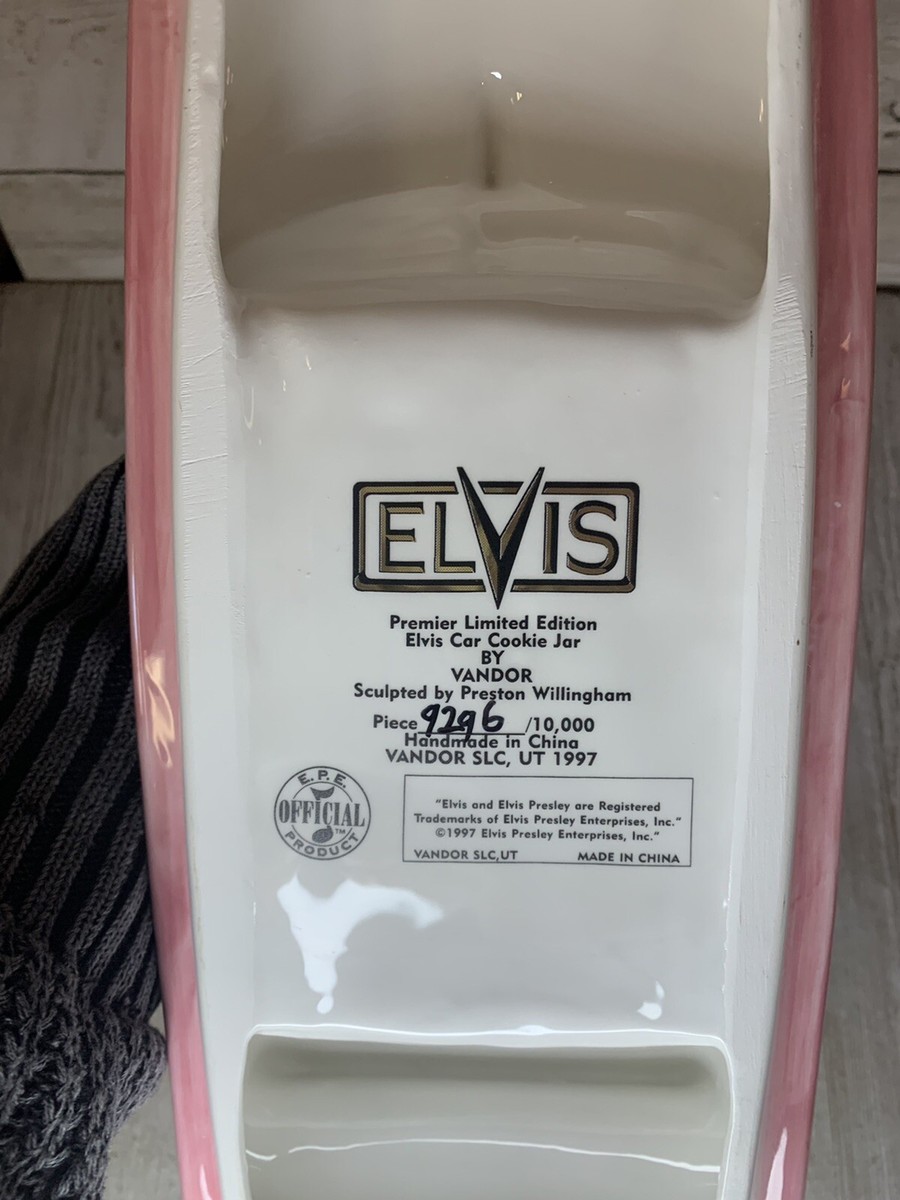 ELVIS
Premier Limited Edition
Elvis Car Cookie Jar
BY
VANDOR
Sculpted by Preston Willingham
Piece 9296 /10,000
Handmade in China
VANDOR SLC, UT 1997
E.P.E.
OFFICIAL
TM
PRODUCT
"Elvis and Elvis Presley are Registered
Trademarks of Elvis Presley Enterprises, Inc."
©1997 Elvis Presley Enterprises, Inc."
VANDOR SLC,UT MADE IN CHINA